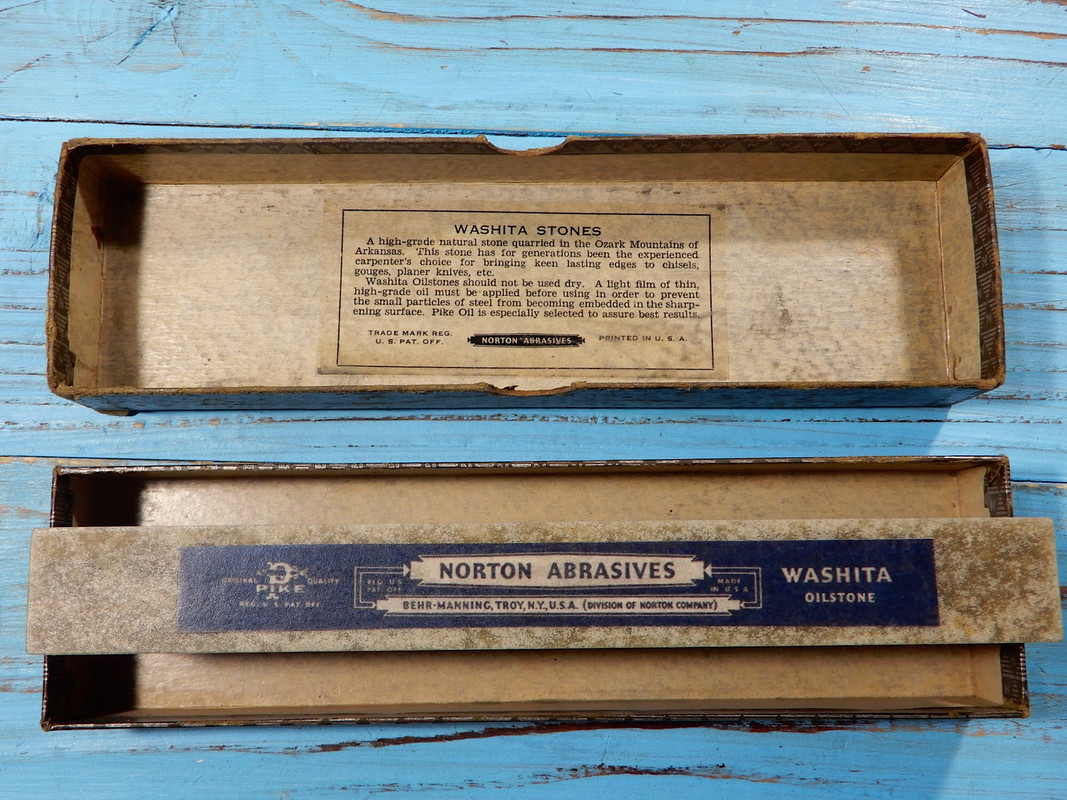 WASHITA STONES
A high-grade natural stone quarried in the Ozark Mountains of
Arkansas. This stone has for generations been the experienced
carpenter's choice for bringing keen lasting edges to chisels,
gouges, planer knives, etc.
Washita Oilstones should not be used dry. A light film of thin,
high-grade oil must be applied before using in order to prevent
the small particles of steel from becoming embedded in the sharp-
ening surface. Pike Oil is especially selected to assure best results.
TRADE MARK REG.
U. S. PAT. OFF.
NORTON ABRASIVES
PRINTED IN U. S. A.
ORIGINAL QUALITY
PIKE
REG. U. S. PAT. OFF.
REG. U.S.
PAT. OFF.
NORTON ABRASIVES
MADE
IN U.S.A.
BEHR-MANNING, TROY, N.Y., U.S.A. (DIVISION OF NORTON COMPANY)
WASHITA
OILSTONE